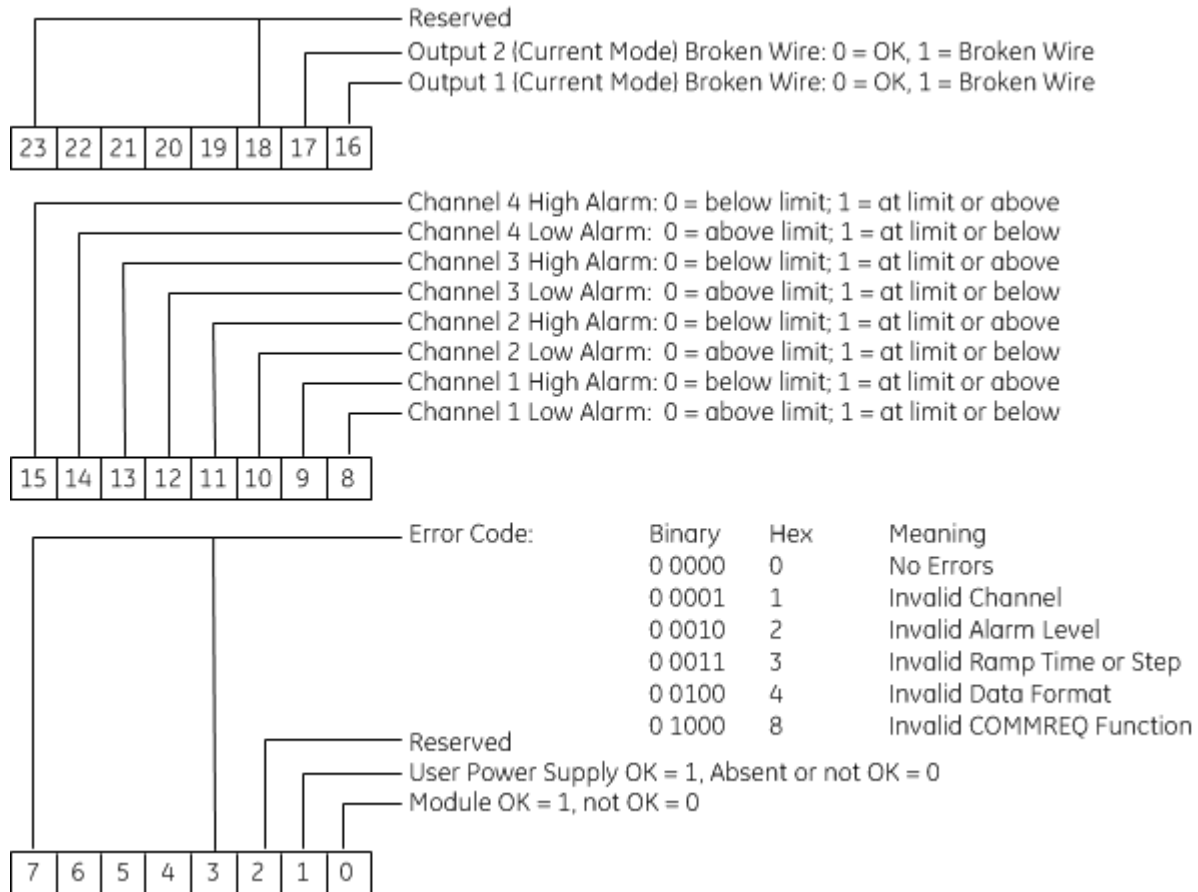 Reserved
Output 2 (Current Mode) Broken Wire: 0 = OK, 1 = Broken Wire
Output 1 (Current Mode) Broken Wire: 0 = OK, 1 = Broken Wire
23 22 21 20 19 18 17 16
Channel 4 High Alarm: 0 = below limit; 1 = at limit or above
Channel 4 Low Alarm: 0 = above limit; 1 = at limit or below
Channel 3 High Alarm: 0 = below limit; 1 = at limit or above
Channel 3 Low Alarm: 0 = above limit; 1 = at limit or below
Channel 2 High Alarm: 0 = below limit; 1 = at limit or above
Channel 2 Low Alarm: 0 = above limit; 1 = at limit or below
Channel 1 High Alarm: 0 = below limit; 1 = at limit or above
Channel 1 Low Alarm: 0 = above limit; 1 = at limit or below
15 14 13 12 11 10 9 8
Error Code: Binary Hex Meaning
0 0000 0 No Errors
0 0001 1 Invalid Channel
0 0010 2 Invalid Alarm Level
0 0011 3 Invalid Ramp Time or Step
0 0100 4 Invalid Data Format
0 1000 8 Invalid COMMREQ Function
Reserved
User Power Supply OK = 1, Absent or not OK = 0
Module OK = 1, not OK = 0
7 6 5 4 3 2 1 0